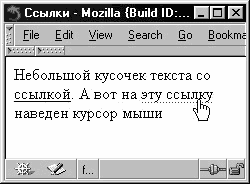 Ссылки - Mozilla {Build ID:...
File Edit View Search Go Bookmarks
Небольшой кусочек текста со
ссылкой. А вот на эту ссылку
наведен курсор мыши
f...